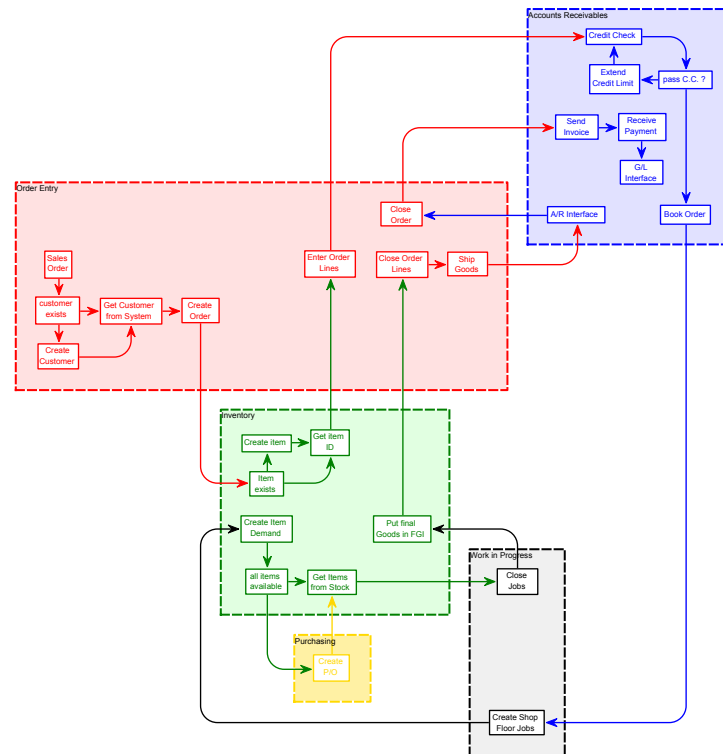 Accounts Receivables
Credit Check
Extend
Credit Limit
pass C.C. ?
Send
Invoice
Receive
Payment
G/L
Interface
A/R Interface
Book Order
Order Entry
Close
Order
Sales
Order
Enter Order
Lines
Close Order
Lines
Ship
Goods
customer
exists
Get Customer
from System
Create
Order
Create
Customer
Inventory
Create item
Get item
ID
Item
exists
Create Item
Demand
Put final
Goods in FGI
all items
available
Get Items
from Stock
Work in Progress
Close
Jobs
Purchasing
Create
P/O
Create Shop
Floor Jobs